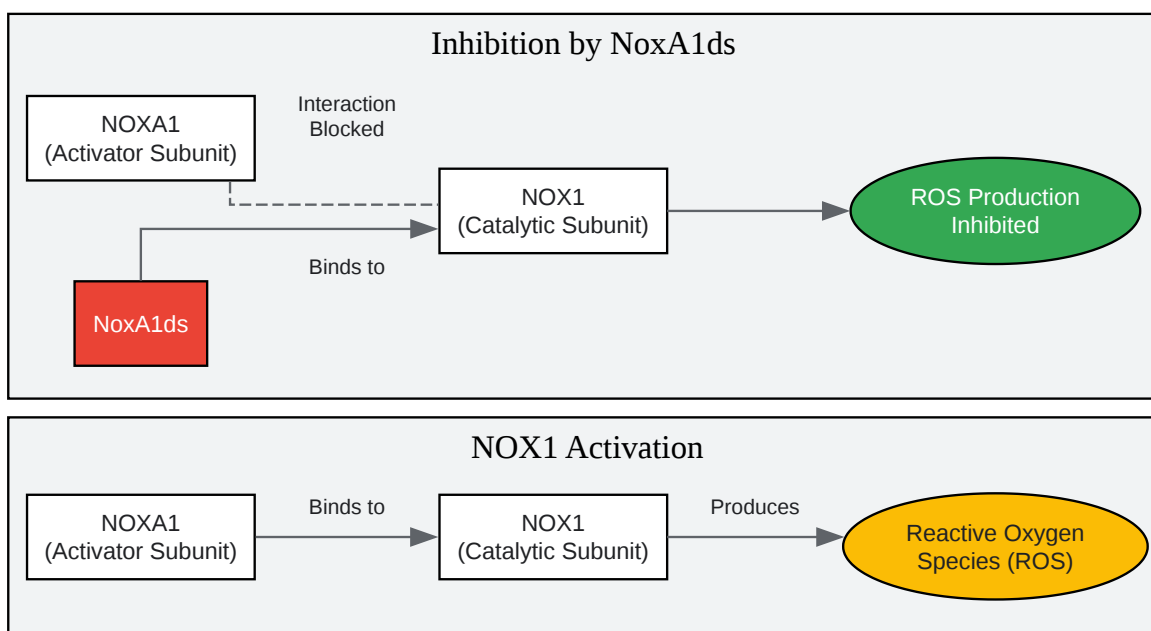 Inhibition by NoxA1ds
NOXA1
(Activator Subunit)
Interaction
Blocked
NOX1
(Catalytic Subunit)
ROS Production
Inhibited
Binds to
NoxA1ds
NOX1 Activation
NOXA1
(Activator Subunit)
Binds to
NOX1
(Catalytic Subunit)
Produces
Reactive Oxygen
Species (ROS)